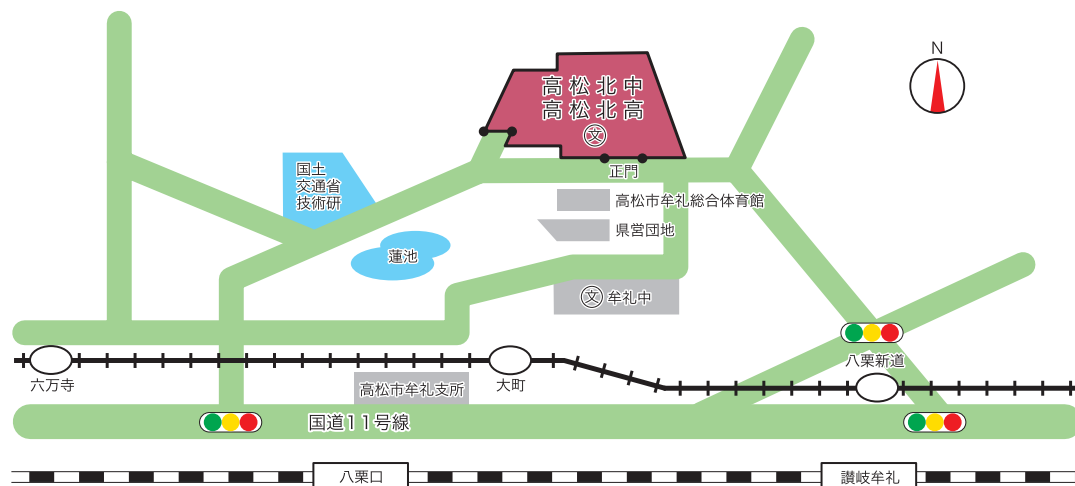 N
高松北中
高松北高
文
正門
国土
交通省
技術研
高松市牟礼総合体育館
県営団地
蓮池
文 牟礼中
八栗新道
六万寺
高松市牟礼支所
大町
国道11号線
八栗口
讃岐牟礼